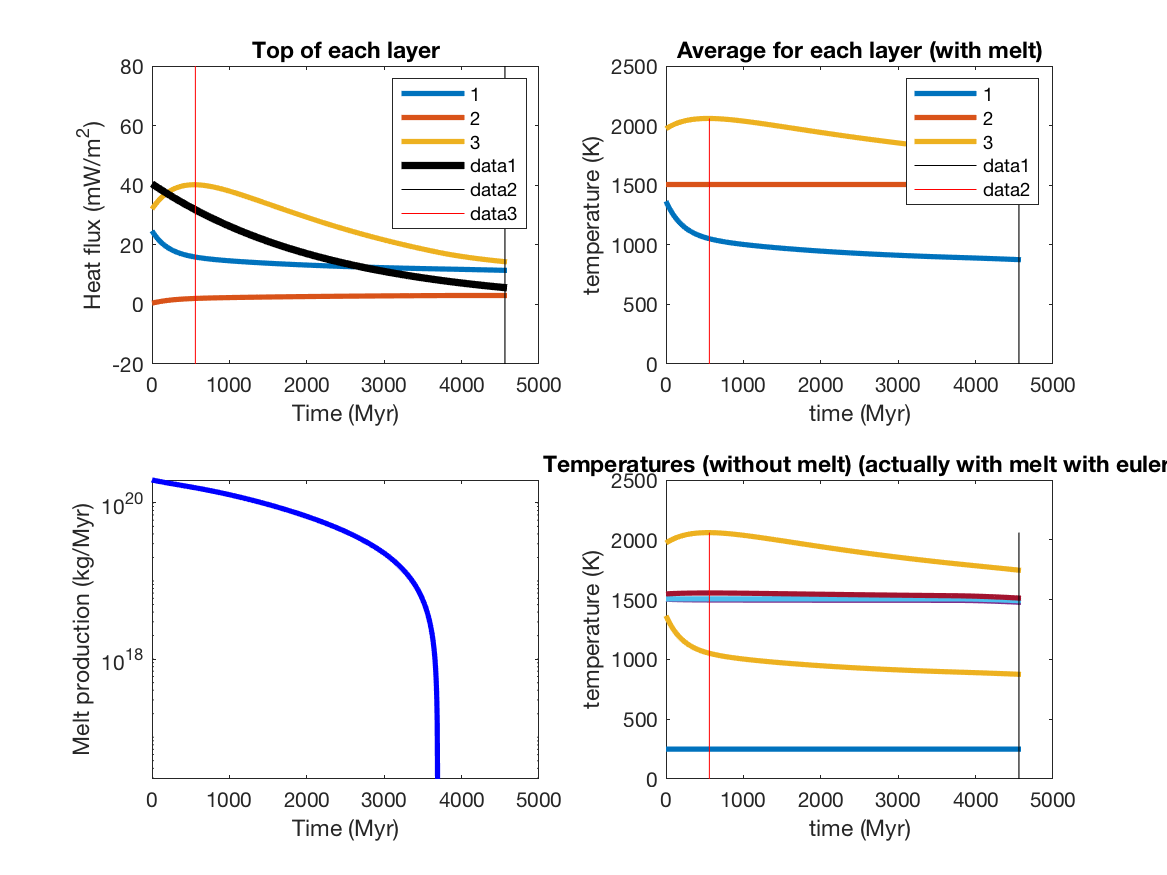 Top of each layer
80
60
40
20
0
-20
Heat flux (mW/m2)
1
2
3
data1
data2
data3
0 1000 2000 3000 4000 5000
Time (Myr)
Average for each layer (with melt)
2500
2000
1500
1000
500
0
temperature (K)
1
2
3
data1
data2
0 1000 2000 3000 4000 5000
time (Myr)
10^20
10^18
Melt production (kg/Myr)
0 1000 2000 3000 4000 5000
Time (Myr)
Temperatures (without melt) (actually with melt with euler
2500
2000
1500
1000
500
0
temperature (K)
0 1000 2000 3000 4000 5000
time (Myr)